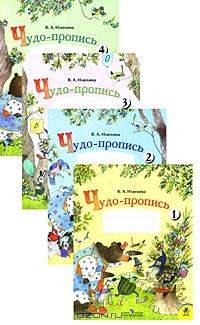 В. А. Илюхина
Чудо-пропись 4
В. А. Илюхина
Чудо-пропись 3
В. А. Илюхина
Чудо-пропись 2
В. А. Илюхина
Чудо-пропись 1
OZON.RU